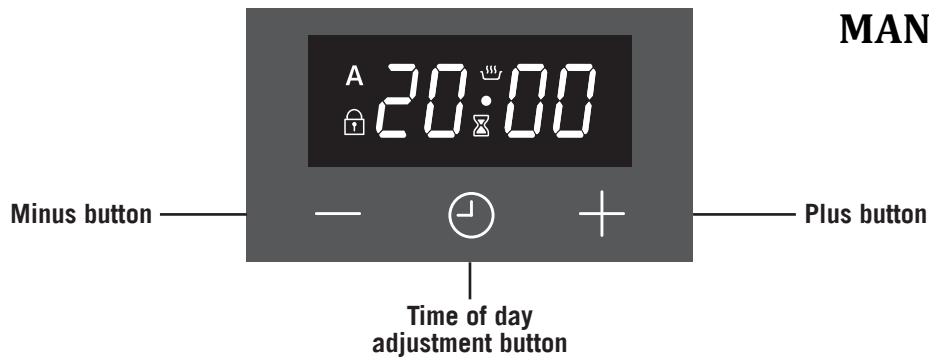 MAN
A 20:00
Minus button
Plus button
Time of day
adjustment button